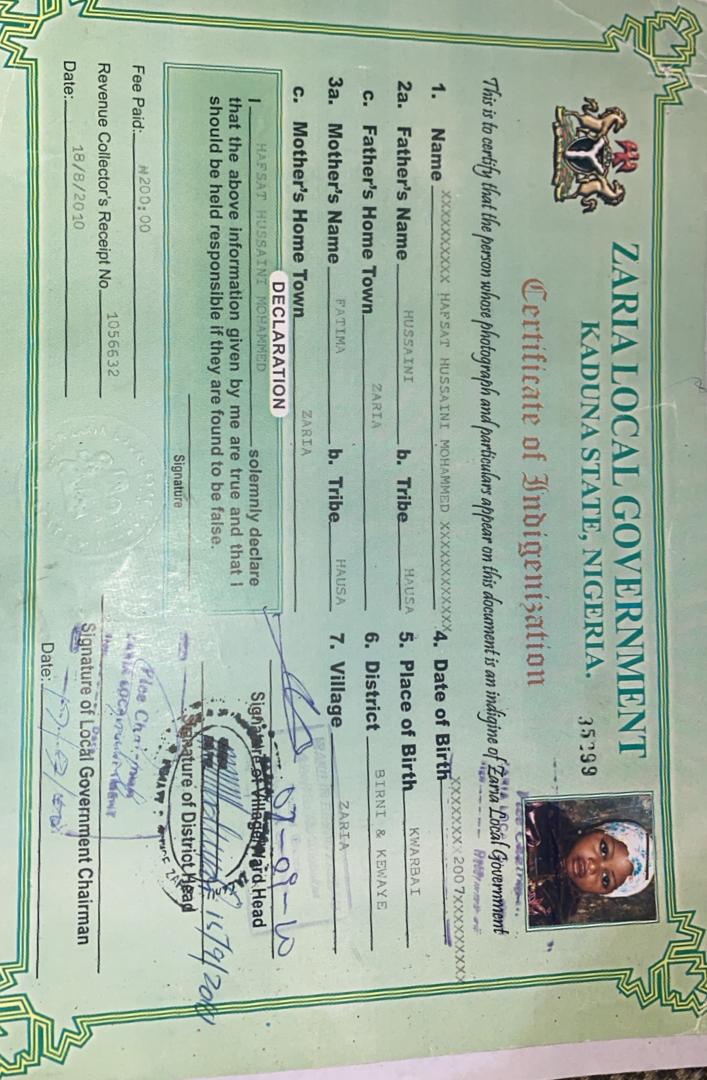 ZARIA LOCAL GOVERNMENT
KADUNA STATE, NIGERIA.
35299
Certificate of Indigenization
This is to certify that the person whose photograph and particulars appear on this document is an indigine of Zaria Local Government
1. Name XXXXXXXXXX HAFSAT HUSSAINI MOHAMMED XXXXXXXXXXXX
4. Date of Birth XXXXXXX 2007XXXXXXXXX
2a. Father's Name HUSSAINI b. Tribe HAUSA
5. Place of Birth KWARBAI
c. Father's Home Town ZARIA
6. District BIRNI & KEWAYE
3a. Mother's Name FATIMA b. Tribe HAUSA
7. Village ZARIA
c. Mother's Home Town ZARIA
07-09-10
Signature of Village/Ward Head
DECLARATION
I HAFSAT HUSSAINI MOHAMMED solemnly declare
that the above information given by me are true and that I
should be held responsible if they are found to be false.
Signature
Signature of District Head
Fee Paid: ₦200:00
Revenue Collector's Receipt No. 1056632
Signature of Local Government Chairman
Date: 18/8/2010
Date: